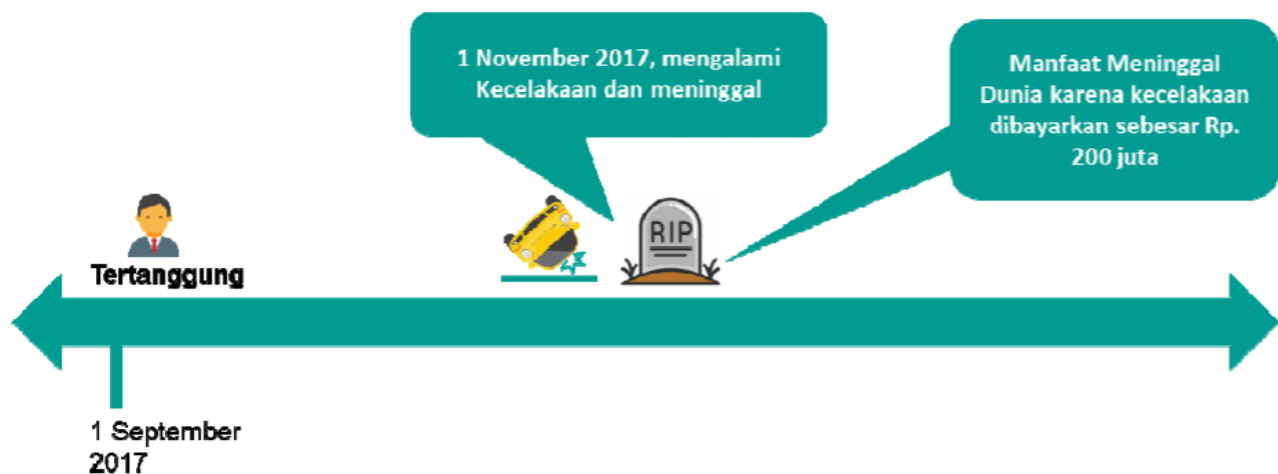 1 November 2017, mengalami
Kecelakaan dan meninggal
Manfaat Meninggal
Dunia karena kecelakaan
dibayarkan sebesar Rp.
200 juta
RIP
Tertanggung
1 September
2017